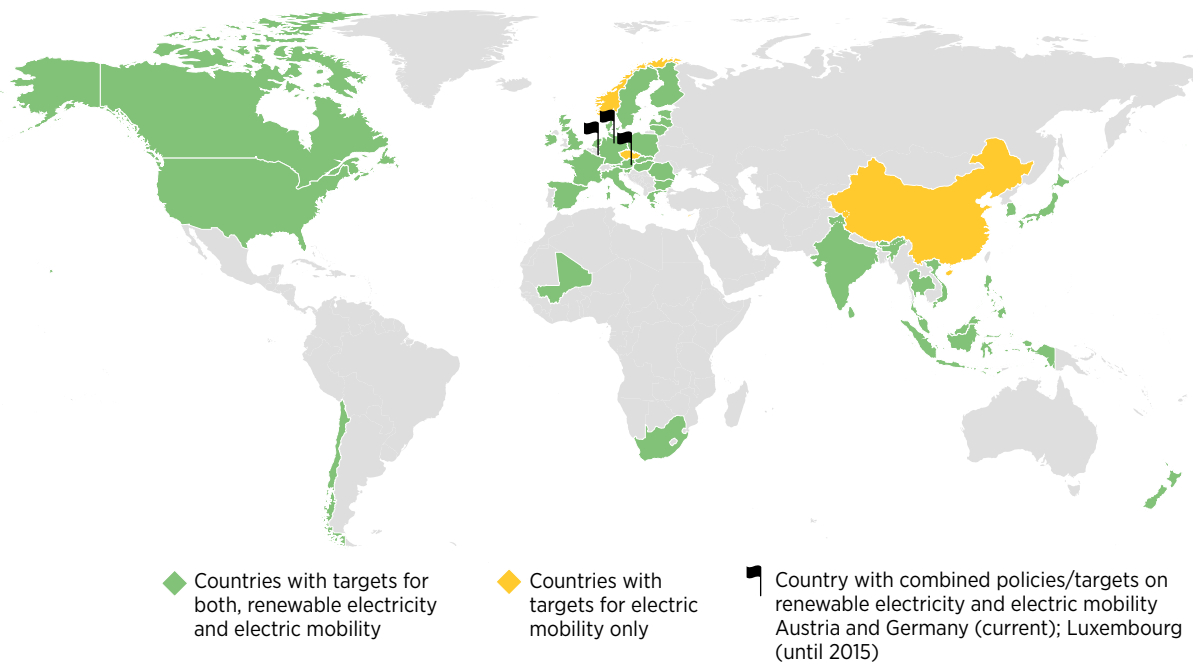 Countries with targets for
both, renewable electricity
and electric mobility
Countries with
targets for electric
mobility only
Country with combined policies/targets on
renewable electricity and electric mobility
Austria and Germany (current); Luxembourg
(until 2015)